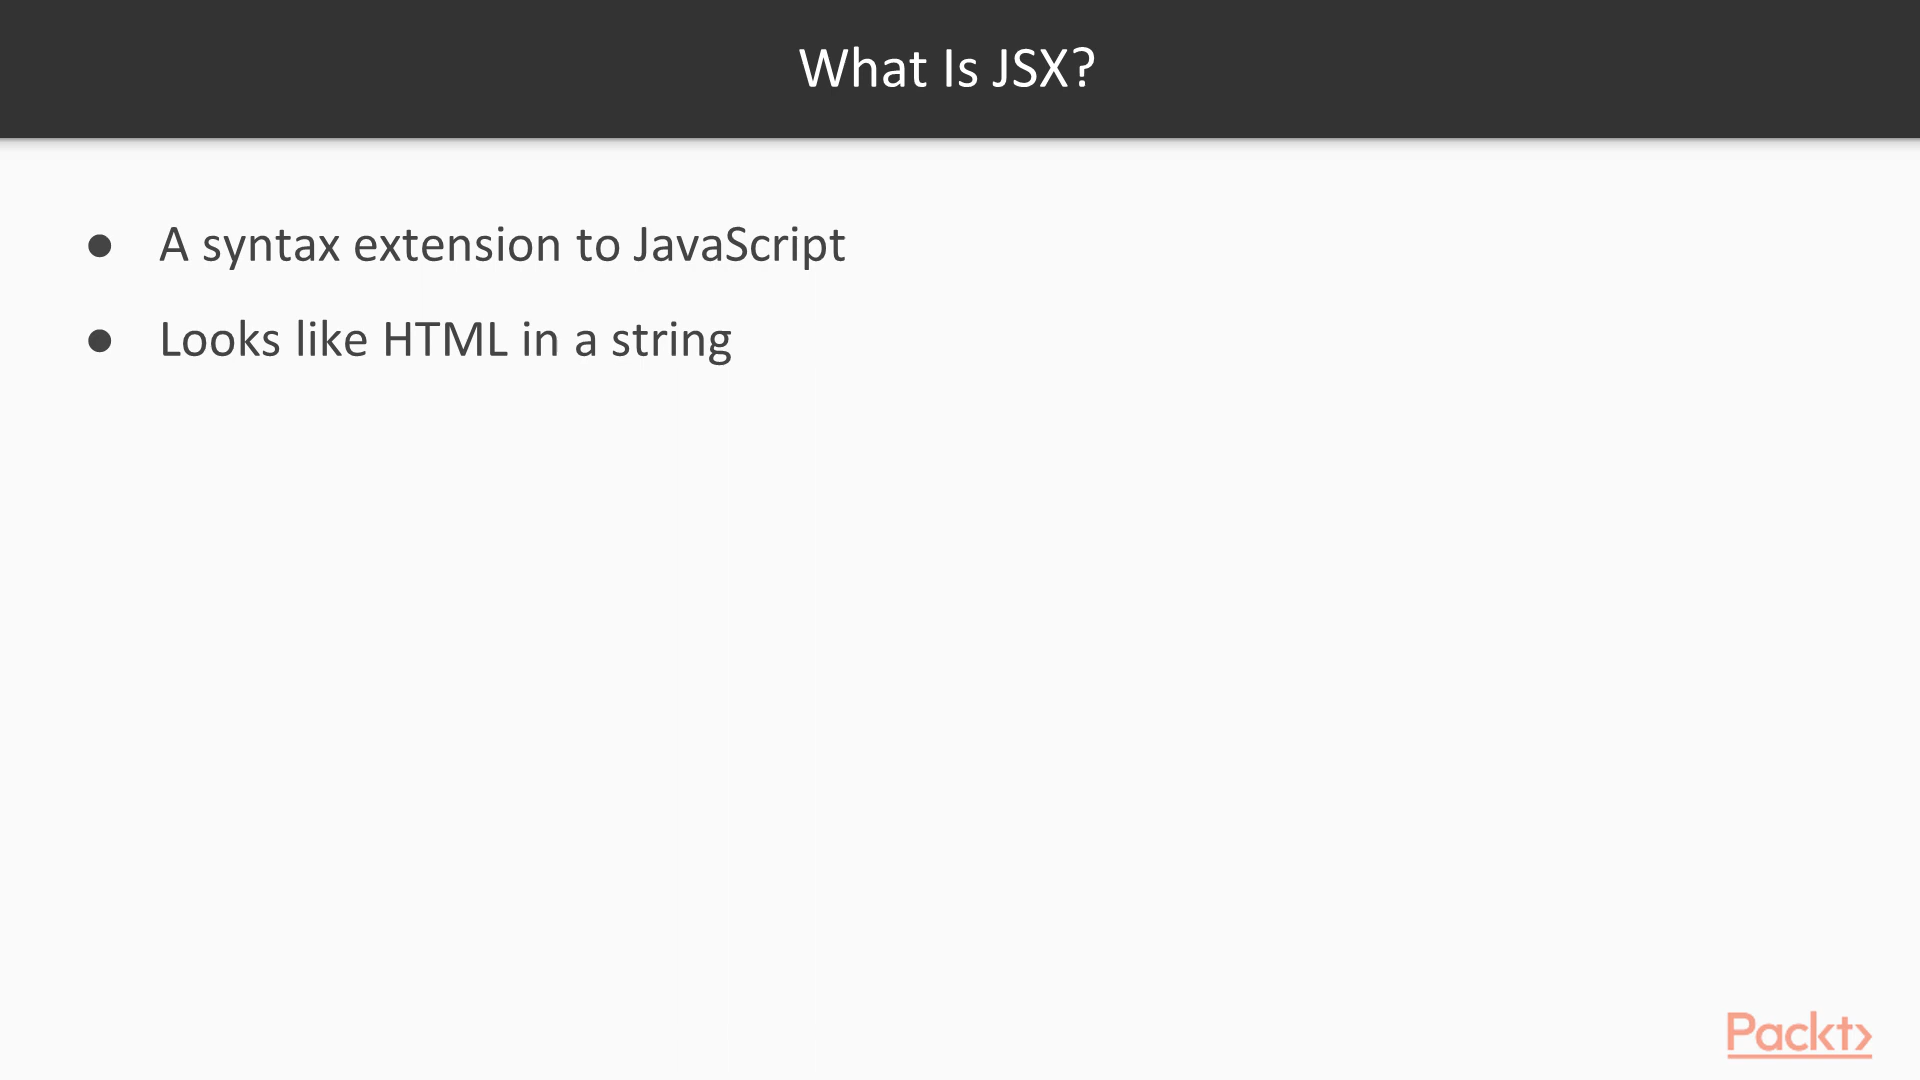 What Is JSX?
● A syntax extension to JavaScript
● Looks like HTML in a string
Packt>